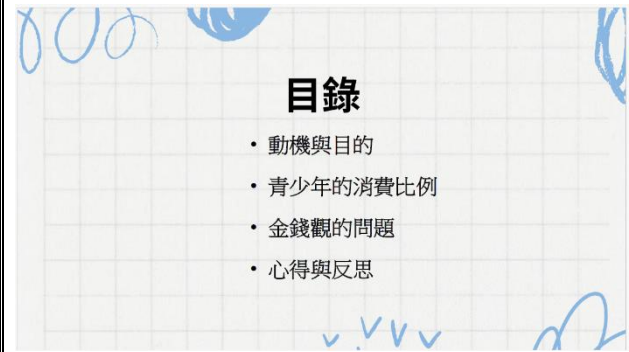 目錄
• 動機與目的
• 青少年的消費比例
• 金錢觀的問題
• 心得與反思